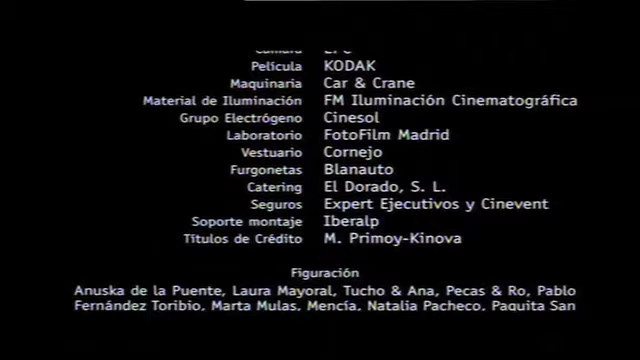 Película KODAK
Maquinaria Car & Crane
Material de Iluminación FM Iluminación Cinematográfica
Grupo Electrógeno Cinesol
Laboratorio FotoFilm Madrid
Vestuario Cornejo
Furgonetas Blanauto
Catering El Dorado, S. L.
Seguros Expert Ejecutivos y Cinevent
Soporte montaje Iberalp
Títulos de Crédito M. Primoy-Kinova
Figuración
Anuska de la Puente, Laura Mayoral, Tucho & Ana, Pecas & Ro, Pablo
Fernández Toribio, Marta Mulas, Mencía, Natalia Pacheco, Paquita San